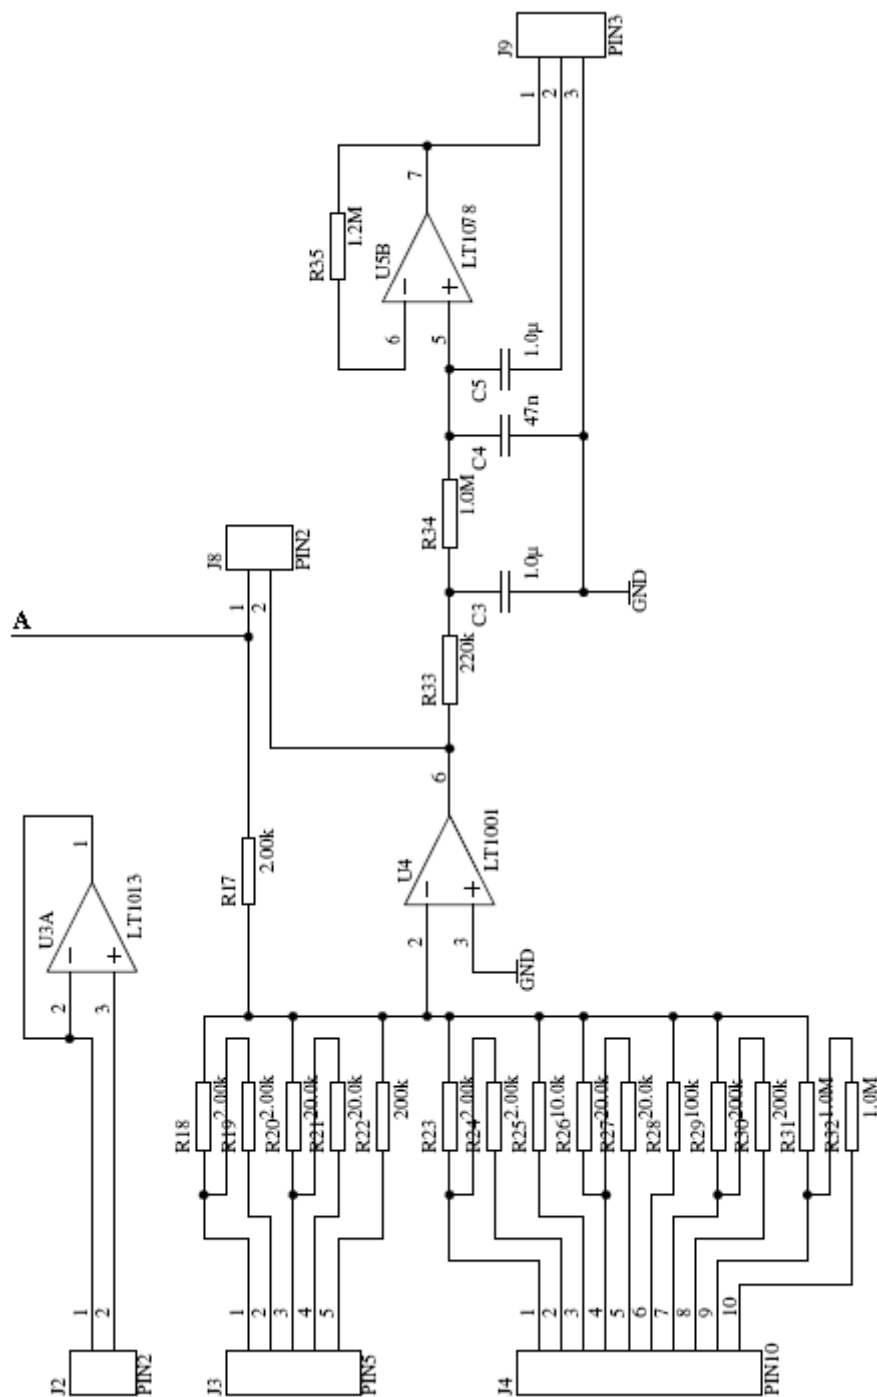 A
J2
1
2
PIN2
2
3
U3A
LT1013
1
J3
1
2
3
4
5
PIN5
R18
2.00k
R19
2.00k
R20
20.0k
R21
20.0k
R22
200k
R17
2.00k
J8
1
2
PIN2
J4
1
2
3
4
5
6
7
8
9
10
PIN10
R23
2.00k
R24
2.00k
R25
10.0k
R26
20.0k
R27
20.0k
R28
100k
R29
200k
R30
200k
R31
1.0M
R32
1.0M
2
3
GND
U4
LT1001
6
R33
220k
C3
1.0µ
GND
R34
1.0M
C4
47n
C5
1.0µ
R35
1.2M
6
5
U5B
LT1078
7
J9
1
2
3
PIN3